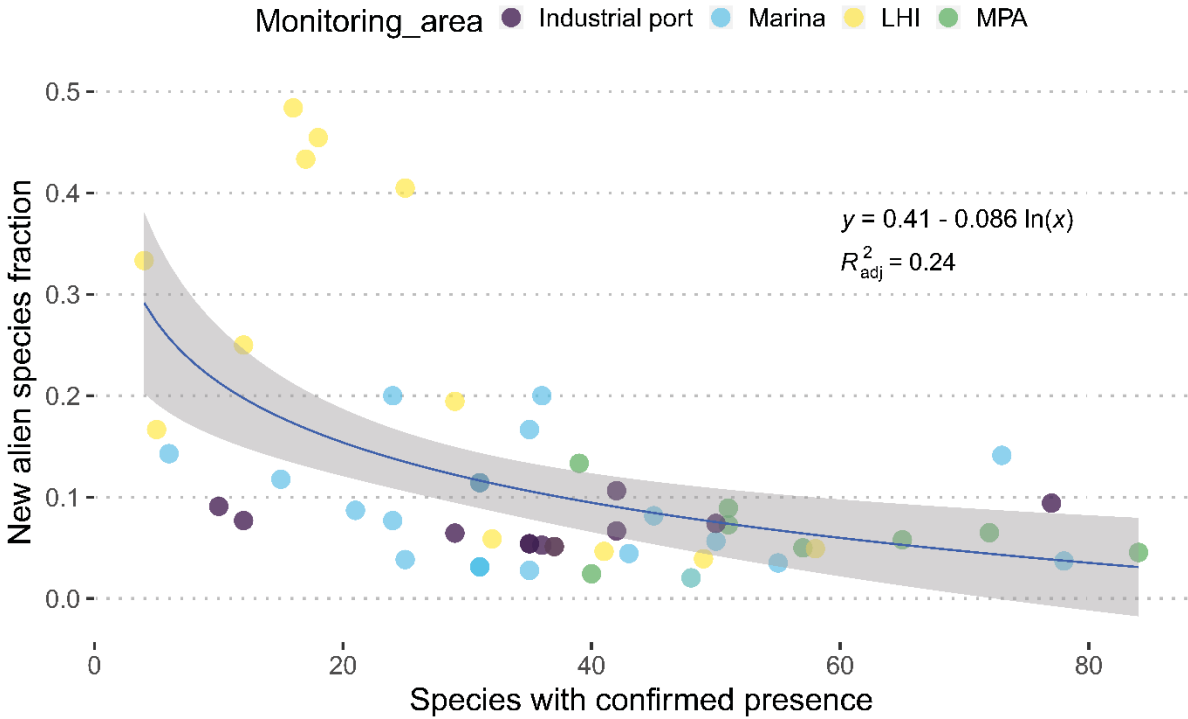 Monitoring_area Industrial port Marina LHI MPA
0.5
0.4
0.3
0.2
0.1
0.0
New alien species fraction
y = 0.41 - 0.086 ln(x)
R²adj = 0.24
0 20 40 60 80
Species with confirmed presence